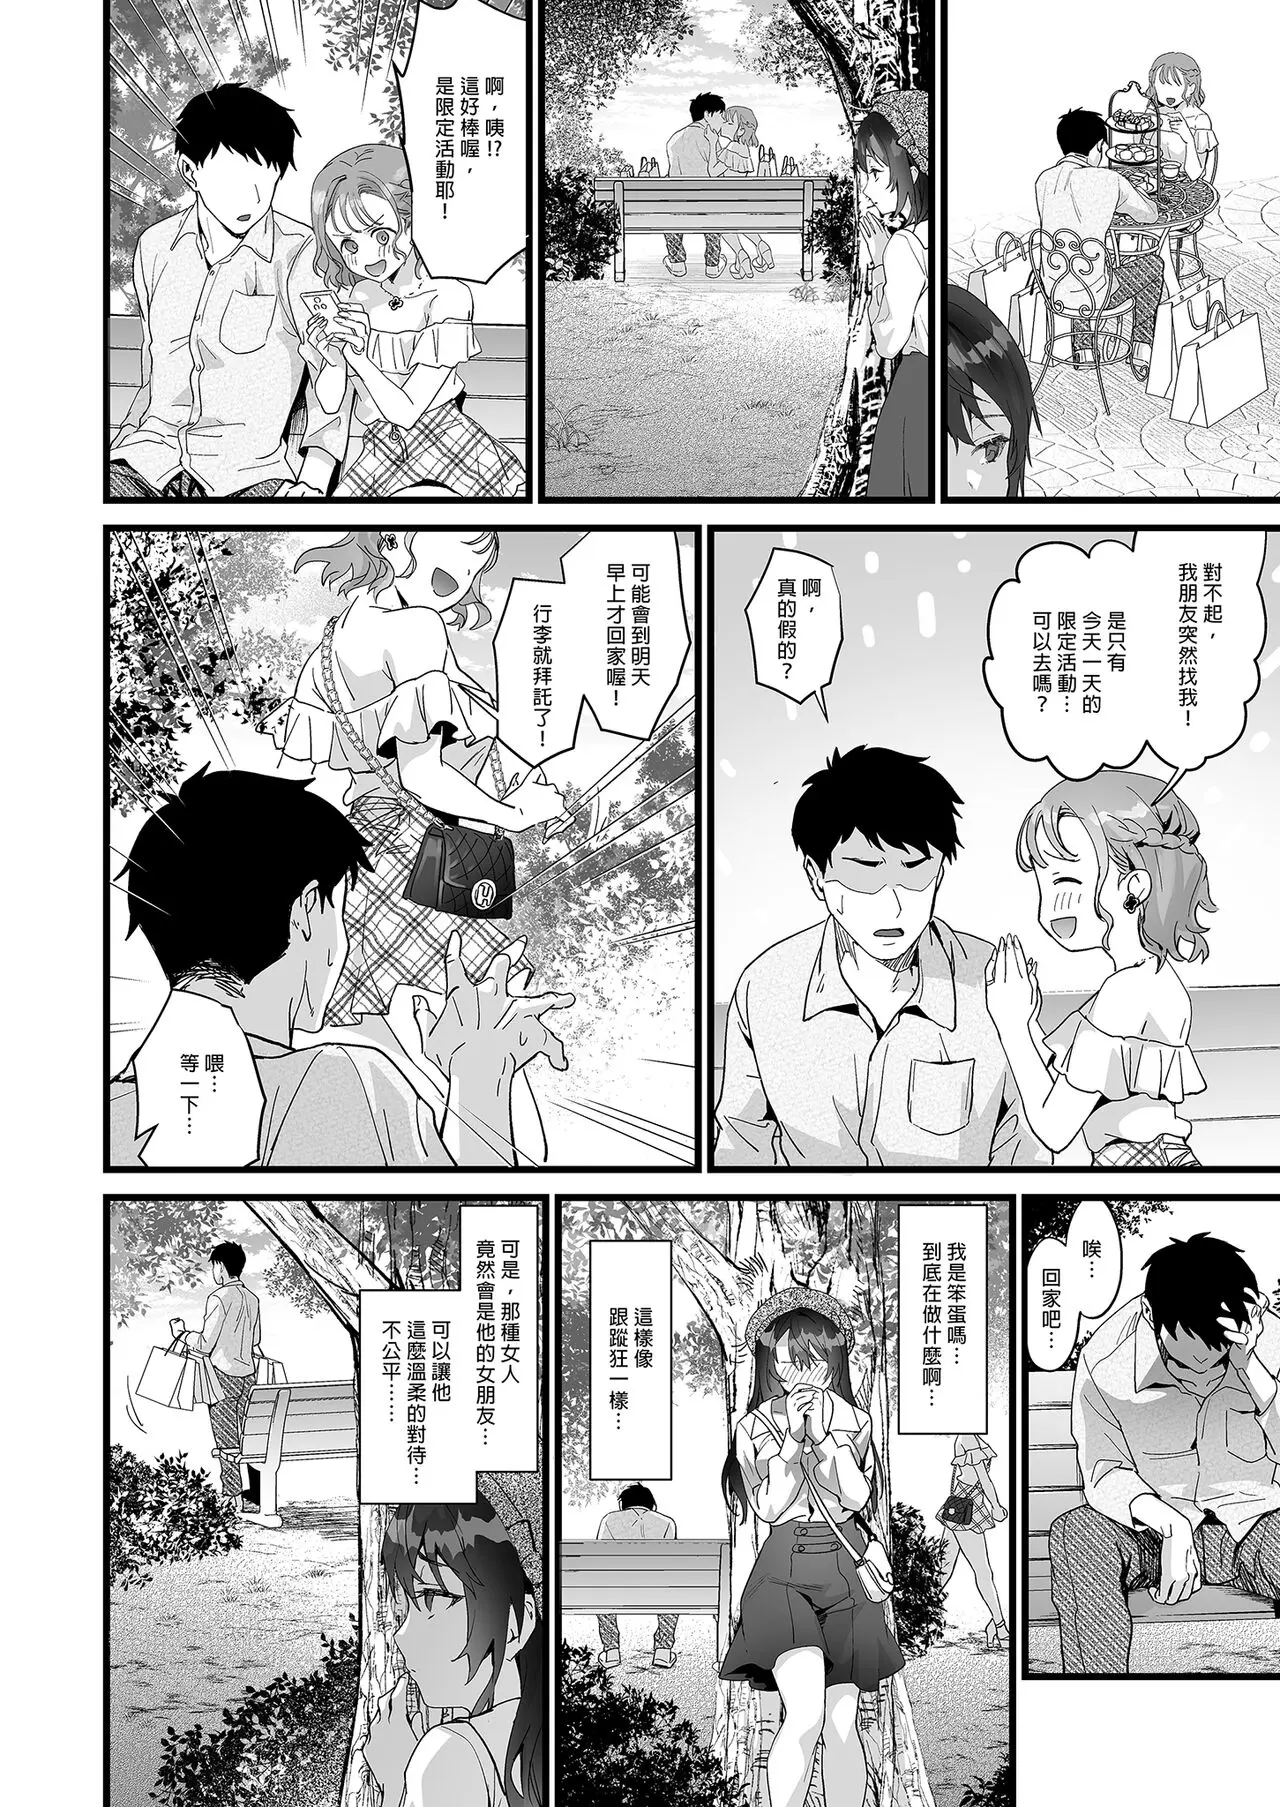 啊，咦!?
這好棒喔，
是限定活動耶！
對不起，
我朋友突然找我！
是只有
今天一天的
限定活動…
可以去嗎？
啊，
真的假的？
可能會到明天
早上才回家喔！
行李就拜託了！
喂…
等一下…
唉…
回家吧…
我是笨蛋嗎…
到底在做什麼啊…
這樣像
跟蹤狂一樣…
可是，那種女人
竟然會是他的女朋友…
可以讓他
這麼溫柔的對待…
不公平……